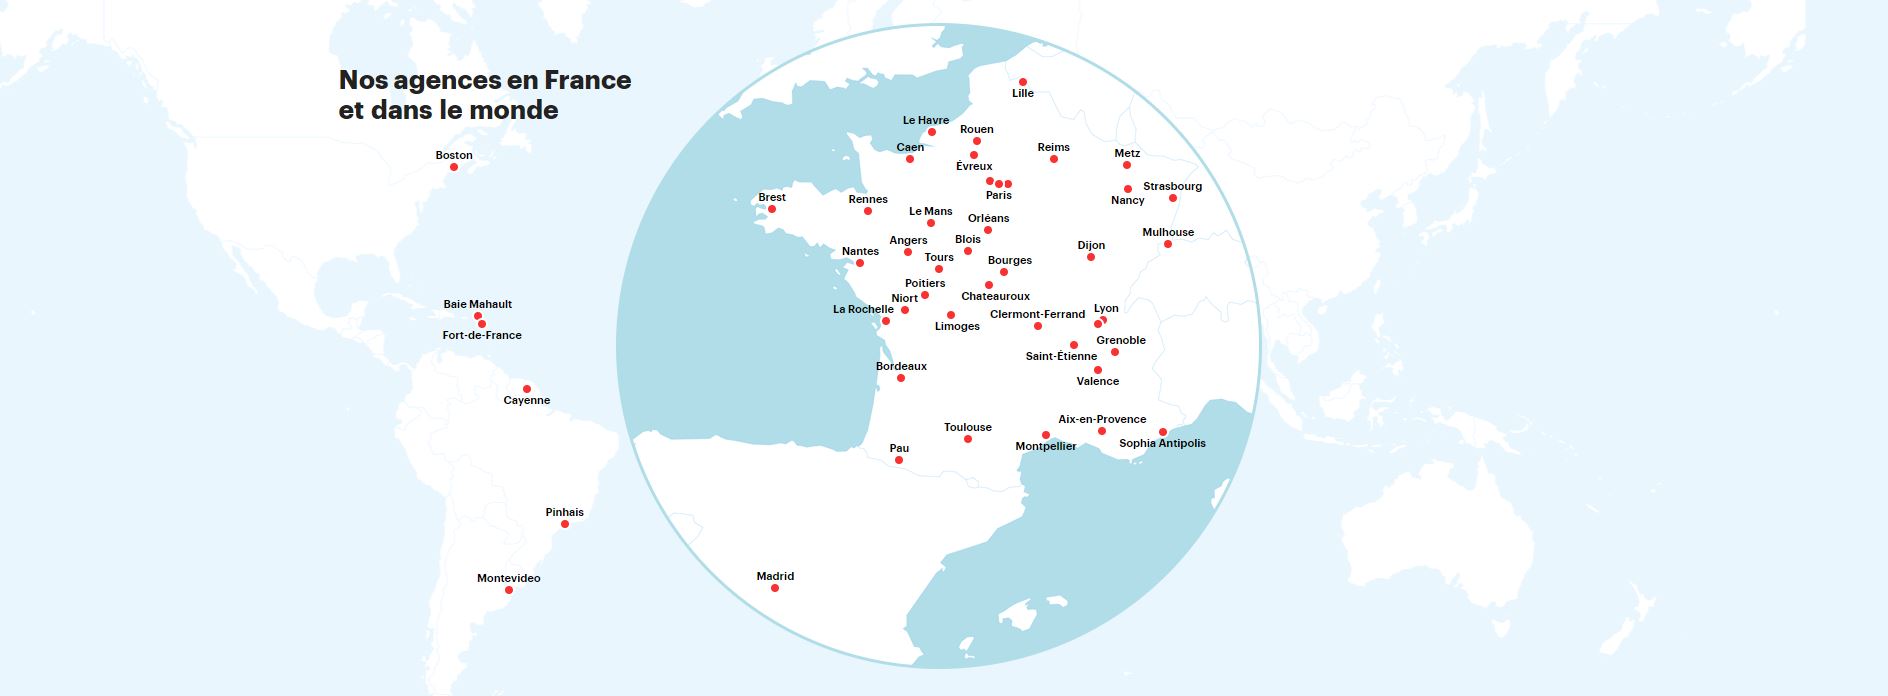 Nos agences en France
et dans le monde
Boston
Baie Mahault
Fort-de-France
Cayenne
Pinhais
Montevideo
Lille
Le Havre
Rouen
Caen
Évreux
Reims
Metz
Paris
Strasbourg
Nancy
Brest
Rennes
Le Mans
Orléans
Mulhouse
Angers
Blois
Dijon
Nantes
Tours
Bourges
Poitiers
Niort
Chateauroux
La Rochelle
Limoges
Clermont-Ferrand
Lyon
Grenoble
Saint-Étienne
Bordeaux
Valence
Aix-en-Provence
Toulouse
Montpellier
Sophia Antipolis
Pau
Madrid